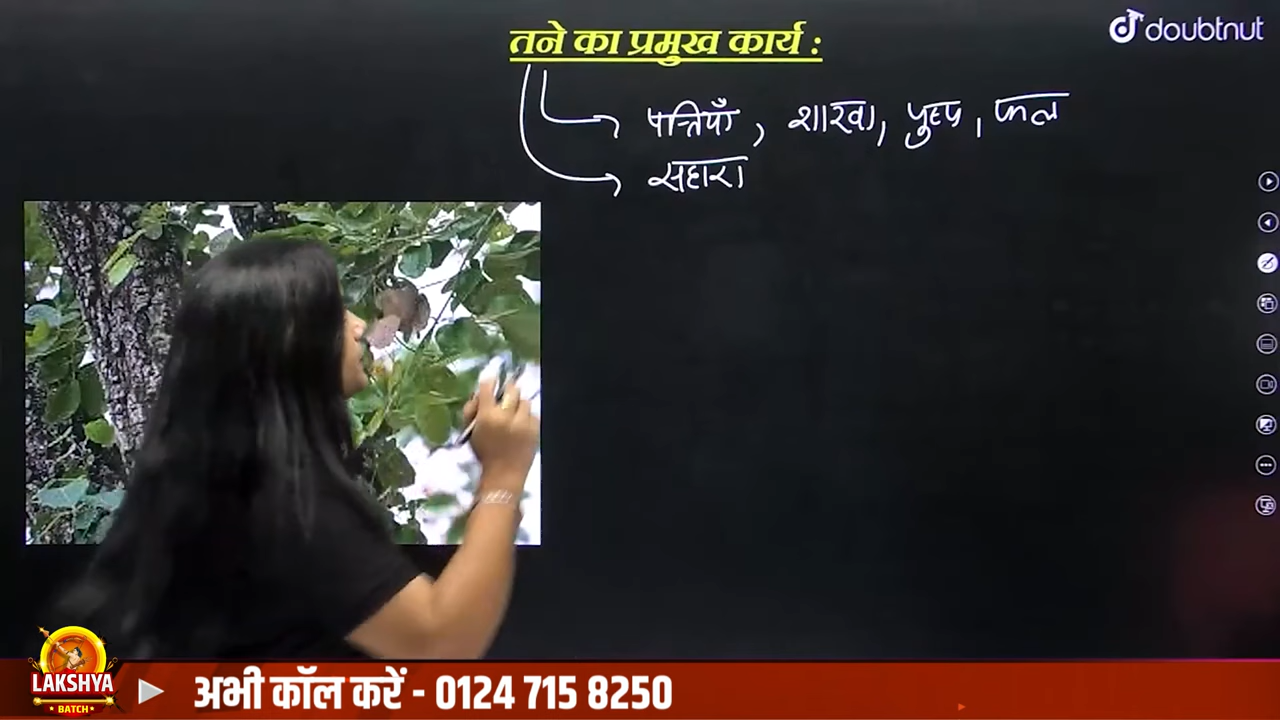 तने का प्रमुख कार्य :
doubtnut
पत्तियाँ, शाखा, पुष्प, फल
सहारा
LAKSHYA
BATCH
अभी कॉल करें - 0124 715 8250